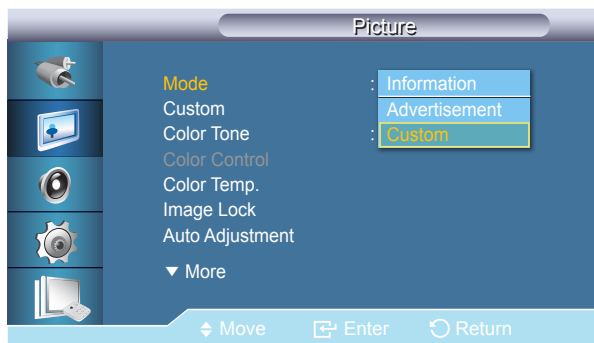 Picture
Mode : Information
Custom Advertisement
Color Tone : Custom
Color Control
Color Temp.
Image Lock
Auto Adjustment
▼ More
Move Enter Return